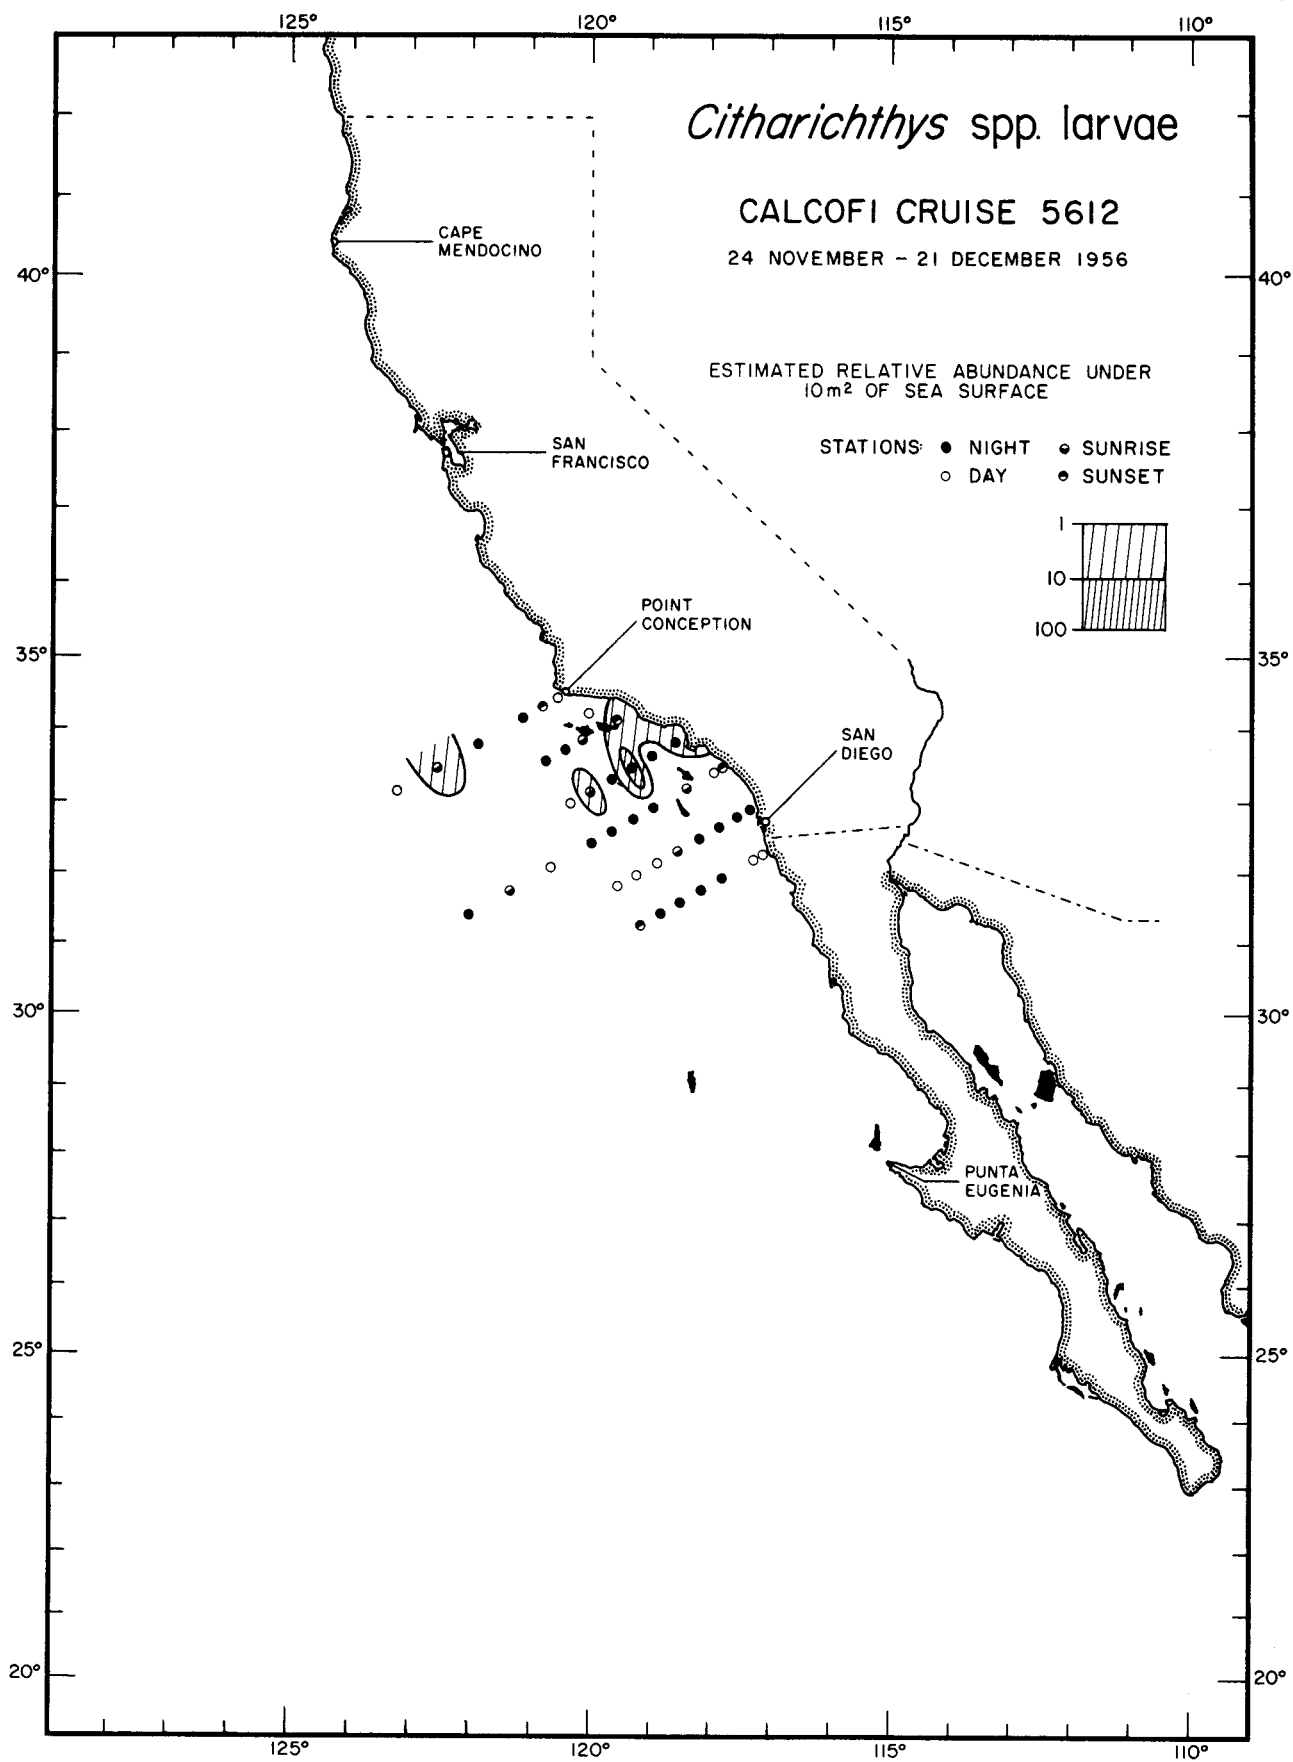 125° 120° 115° 110°
Citharichthys spp. larvae
CALCOFI CRUISE 5612
24 NOVEMBER – 21 DECEMBER 1956
CAPE
MENDOCINO
40° 40°
ESTIMATED RELATIVE ABUNDANCE UNDER
10m² OF SEA SURFACE
STATIONS: ● NIGHT ◒ SUNRISE
○ DAY ◓ SUNSET
SAN
FRANCISCO
1
10
100
POINT
CONCEPTION
35° 35°
SAN
DIEGO
30° 30°
PUNTA
EUGENIA
25° 25°
20° 20°
125° 120° 115° 110°